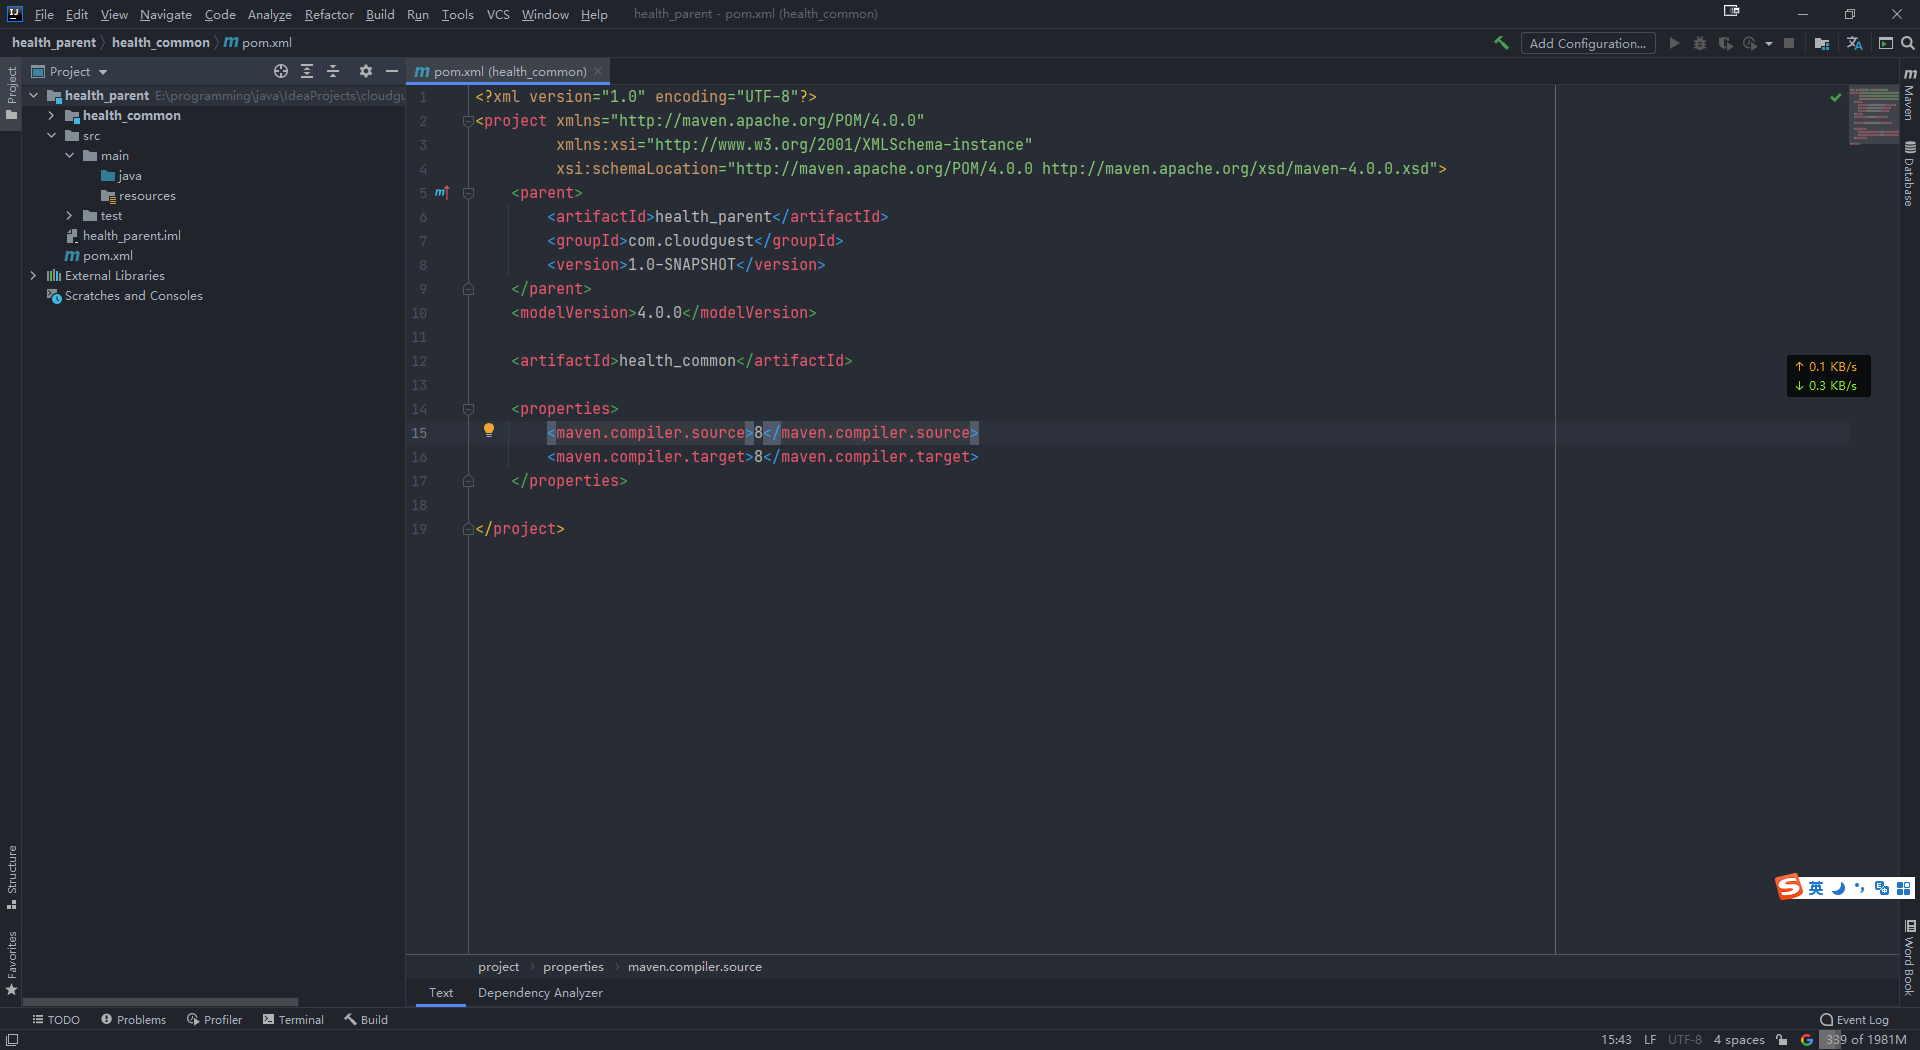 File Edit View Navigate Code Analyze Refactor Build Run Tools VCS Window Help health_parent - pom.xml (health_common)
health_parent health_common m pom.xml
Add Configuration...
Project
pom.xml (health_common)
health_parent E:\programming\java\IdeaProjects\cloudgu
health_common
src
main
java
resources
test
health_parent.iml
pom.xml
External Libraries
Scratches and Consoles
1 <?xml version="1.0" encoding="UTF-8"?>
2 <project xmlns="http://maven.apache.org/POM/4.0.0"
3 xmlns:xsi="http://www.w3.org/2001/XMLSchema-instance"
4 xsi:schemaLocation="http://maven.apache.org/POM/4.0.0 http://maven.apache.org/xsd/maven-4.0.0.xsd">
5 <parent>
6 <artifactId>health_parent</artifactId>
7 <groupId>com.cloudguest</groupId>
8 <version>1.0-SNAPSHOT</version>
9 </parent>
10 <modelVersion>4.0.0</modelVersion>
11
12 <artifactId>health_common</artifactId>
13
14 <properties>
15 <maven.compiler.source>8</maven.compiler.source>
16 <maven.compiler.target>8</maven.compiler.target>
17 </properties>
18
19 </project>
Project
Structure
Favorites
Maven
Database
Word Book
↑ 0.1 KB/s
↓ 0.3 KB/s
英
project properties maven.compiler.source
Text Dependency Analyzer
TODO Problems Profiler Terminal Build Event Log
15:43 LF UTF-8 4 spaces 339 of 1981M